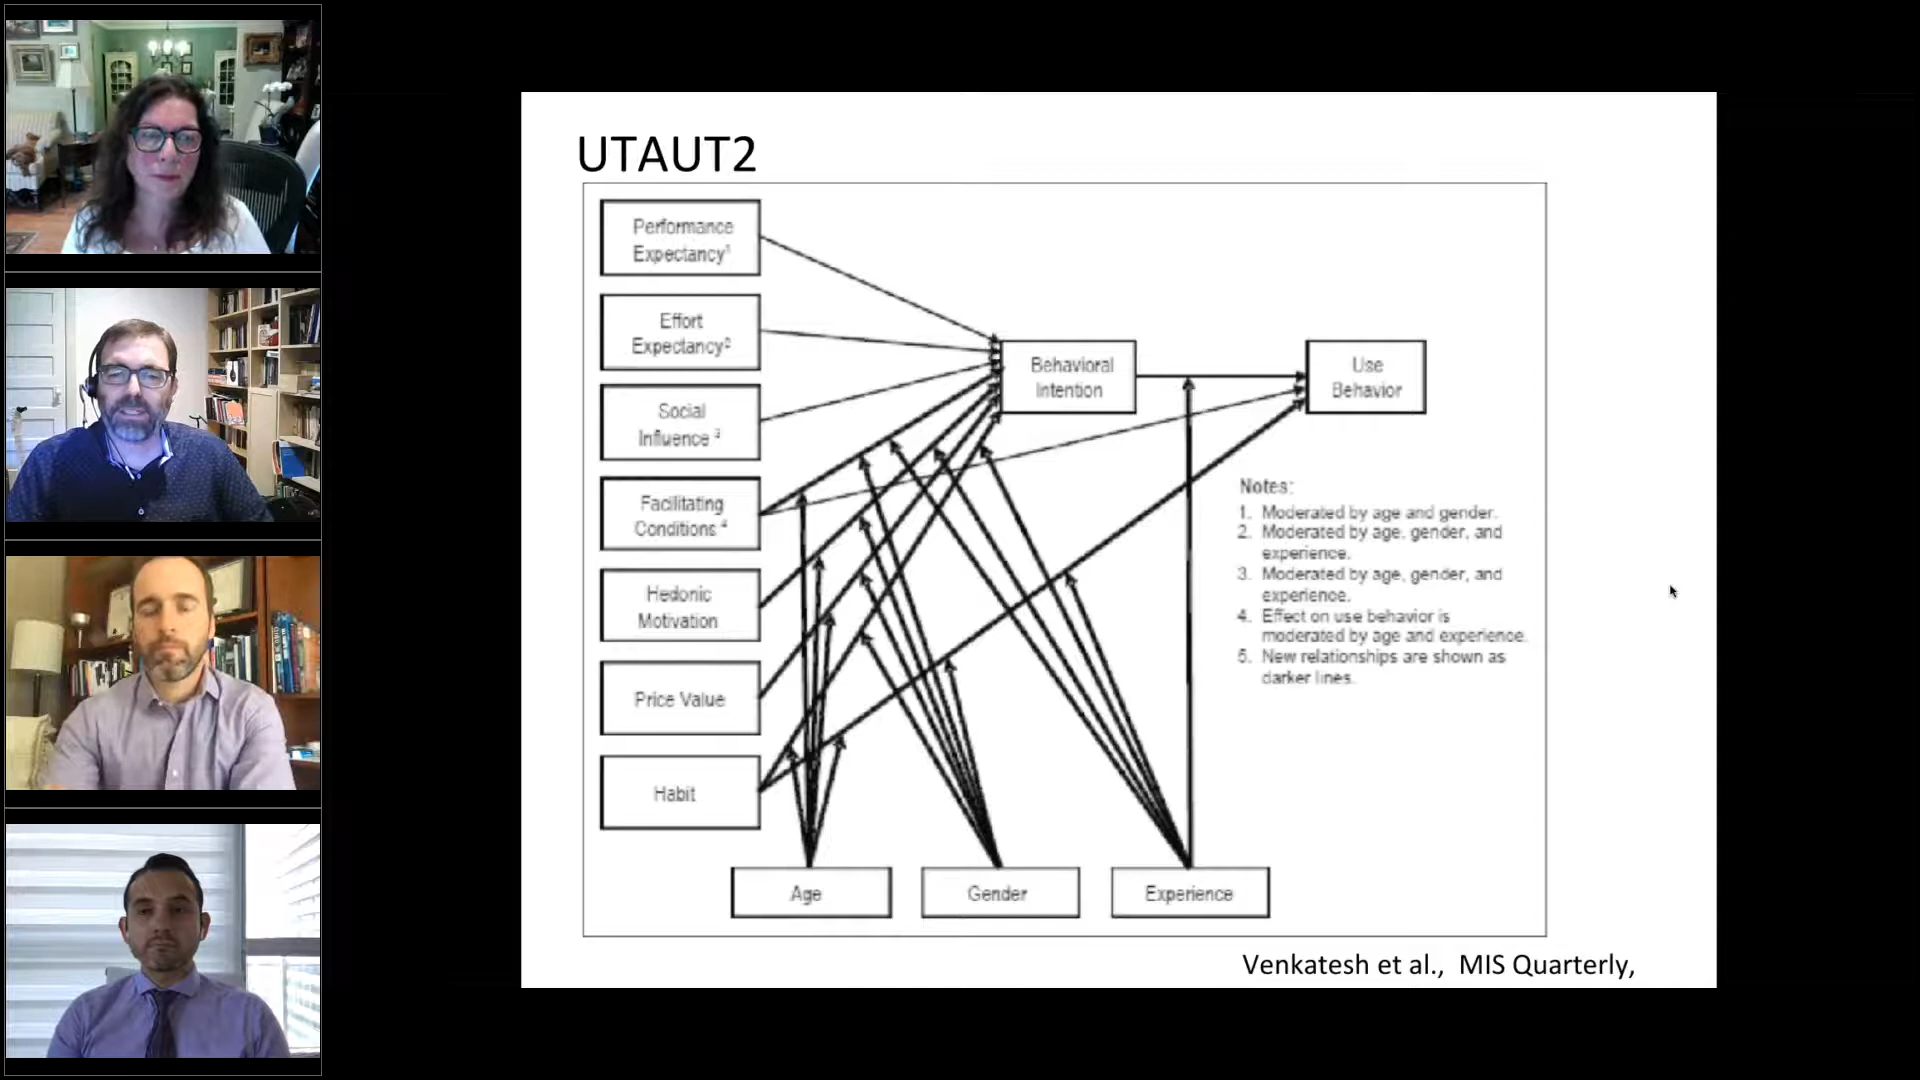 UTAUT2
Performance
Expectancy¹
Effort
Expectancy²
Social
Influence ³
Facilitating
Conditions ⁴
Hedonic
Motivation
Price Value
Habit
Behavioral
Intention
Use
Behavior
Age
Gender
Experience
Notes:
1. Moderated by age and gender.
2. Moderated by age, gender, and
experience.
3. Moderated by age, gender, and
experience.
4. Effect on use behavior is
moderated by age and experience.
5. New relationships are shown as
darker lines.
Venkatesh et al., MIS Quarterly,